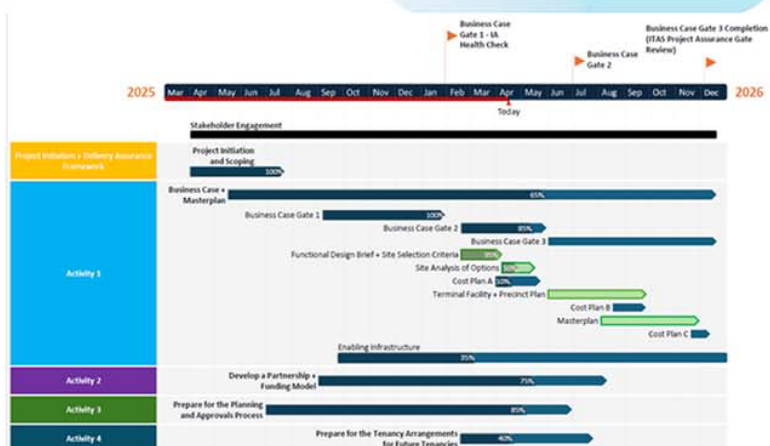 Business Case
Gate 1 - IA
Health Check
Business Case
Gate 2
Business Case Gate 3 Completion
(ITAS Project Assurance Gate
Review)
2025 Mar Apr May Jun Jul Aug Sep Oct Nov Dec Jan Feb Mar Apr May Jun Jul Aug Sep Oct Nov Dec 2026
Today
Stakeholder Engagement
Project Initiation + Delivery Assurance
Framework
Project Initiation
and Scoping
100%
Activity 1
Business Case +
Masterplan
65%
Business Case Gate 1 100%
Business Case Gate 2 85%
Business Case Gate 3
Functional Design Brief + Site Selection Criteria 95%
Site Analysis of Options 50%
Cost Plan A 10%
Terminal Facility + Precinct Plan
Cost Plan B
Masterplan
Cost Plan C
Enabling Infrastructure
35%
Activity 2
Develop a Partnership +
Funding Model
75%
Activity 3
Prepare for the Planning
and Approvals Process
85%
Activity 4
Prepare for the Tenancy Arrangements
for Future Tenancies
40%